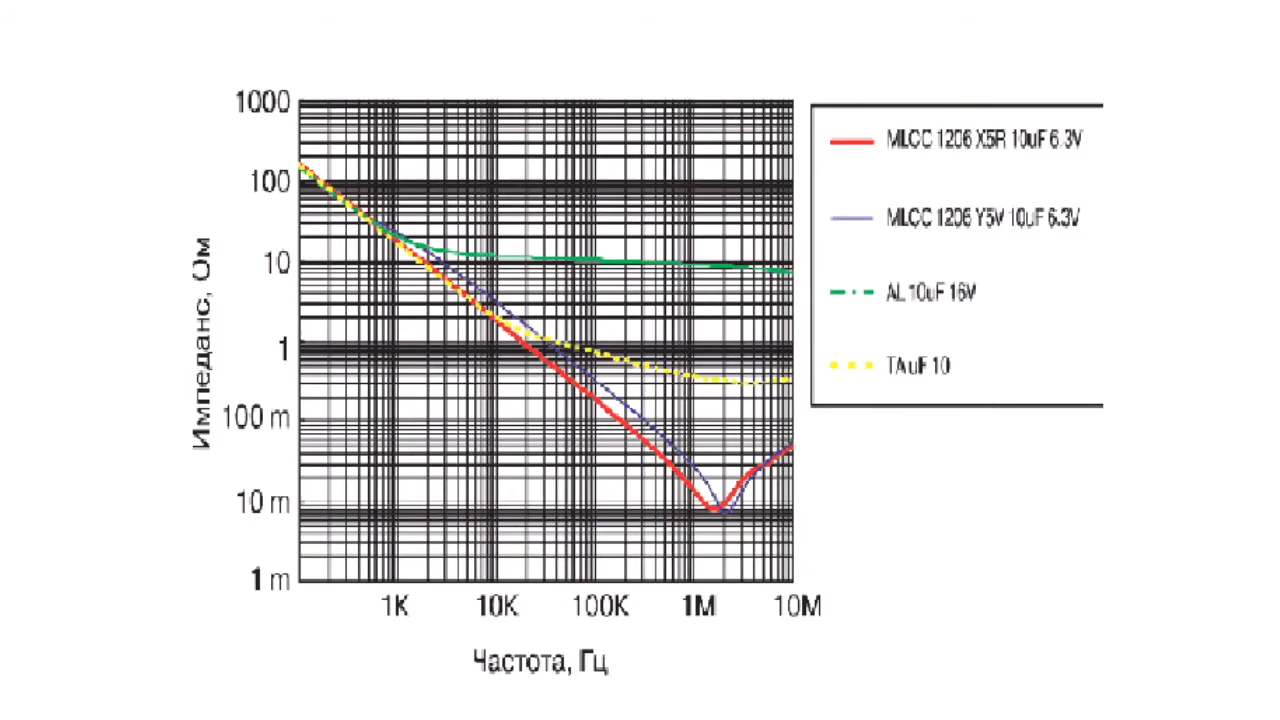 1000
100
10
1
100 m
10 m
1 m
Импеданс, Ом
1K 10K 100K 1M 10M
Частота, Гц
MLCC 1206 X5R 10uF 6.3V
MLCC 1206 Y5V 10uF 6.3V
AL 10uF 16V
TA uF 10